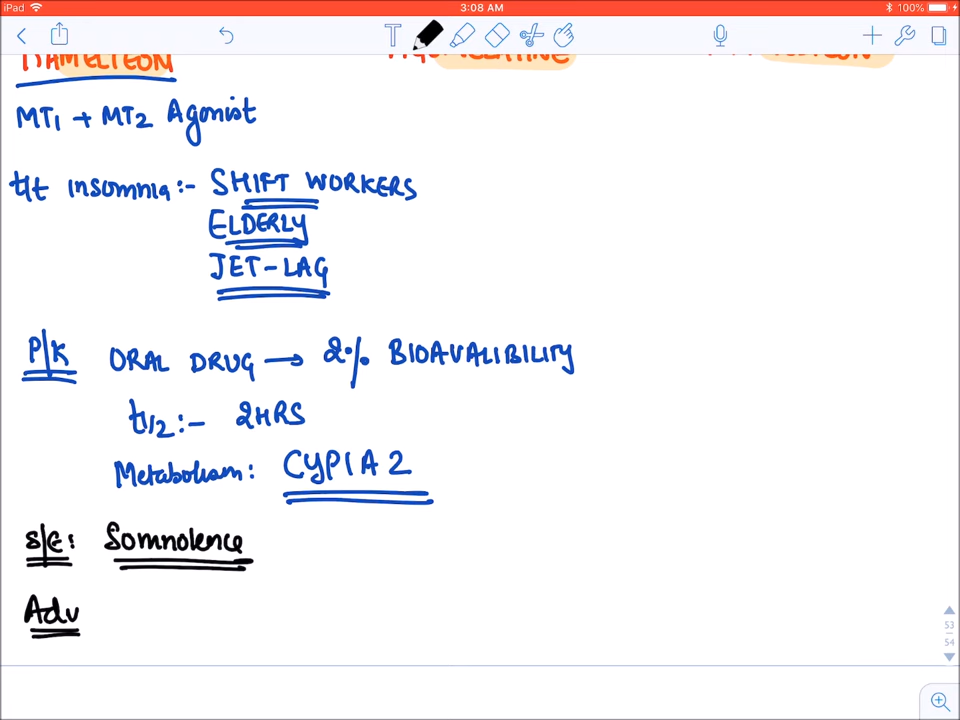 iPad 3:08 AM 100%
RAMELTEON
MT1 + MT2 Agonist
t/t insomnia:- SHIFT WORKERS
ELDERLY
JET-LAG
P/K ORAL DRUG → 2% BIOAVALIBILITY
t1/2:- 2HRS
Metabolism: CYP1A2
S/E: Somnolence
Adv
53
54